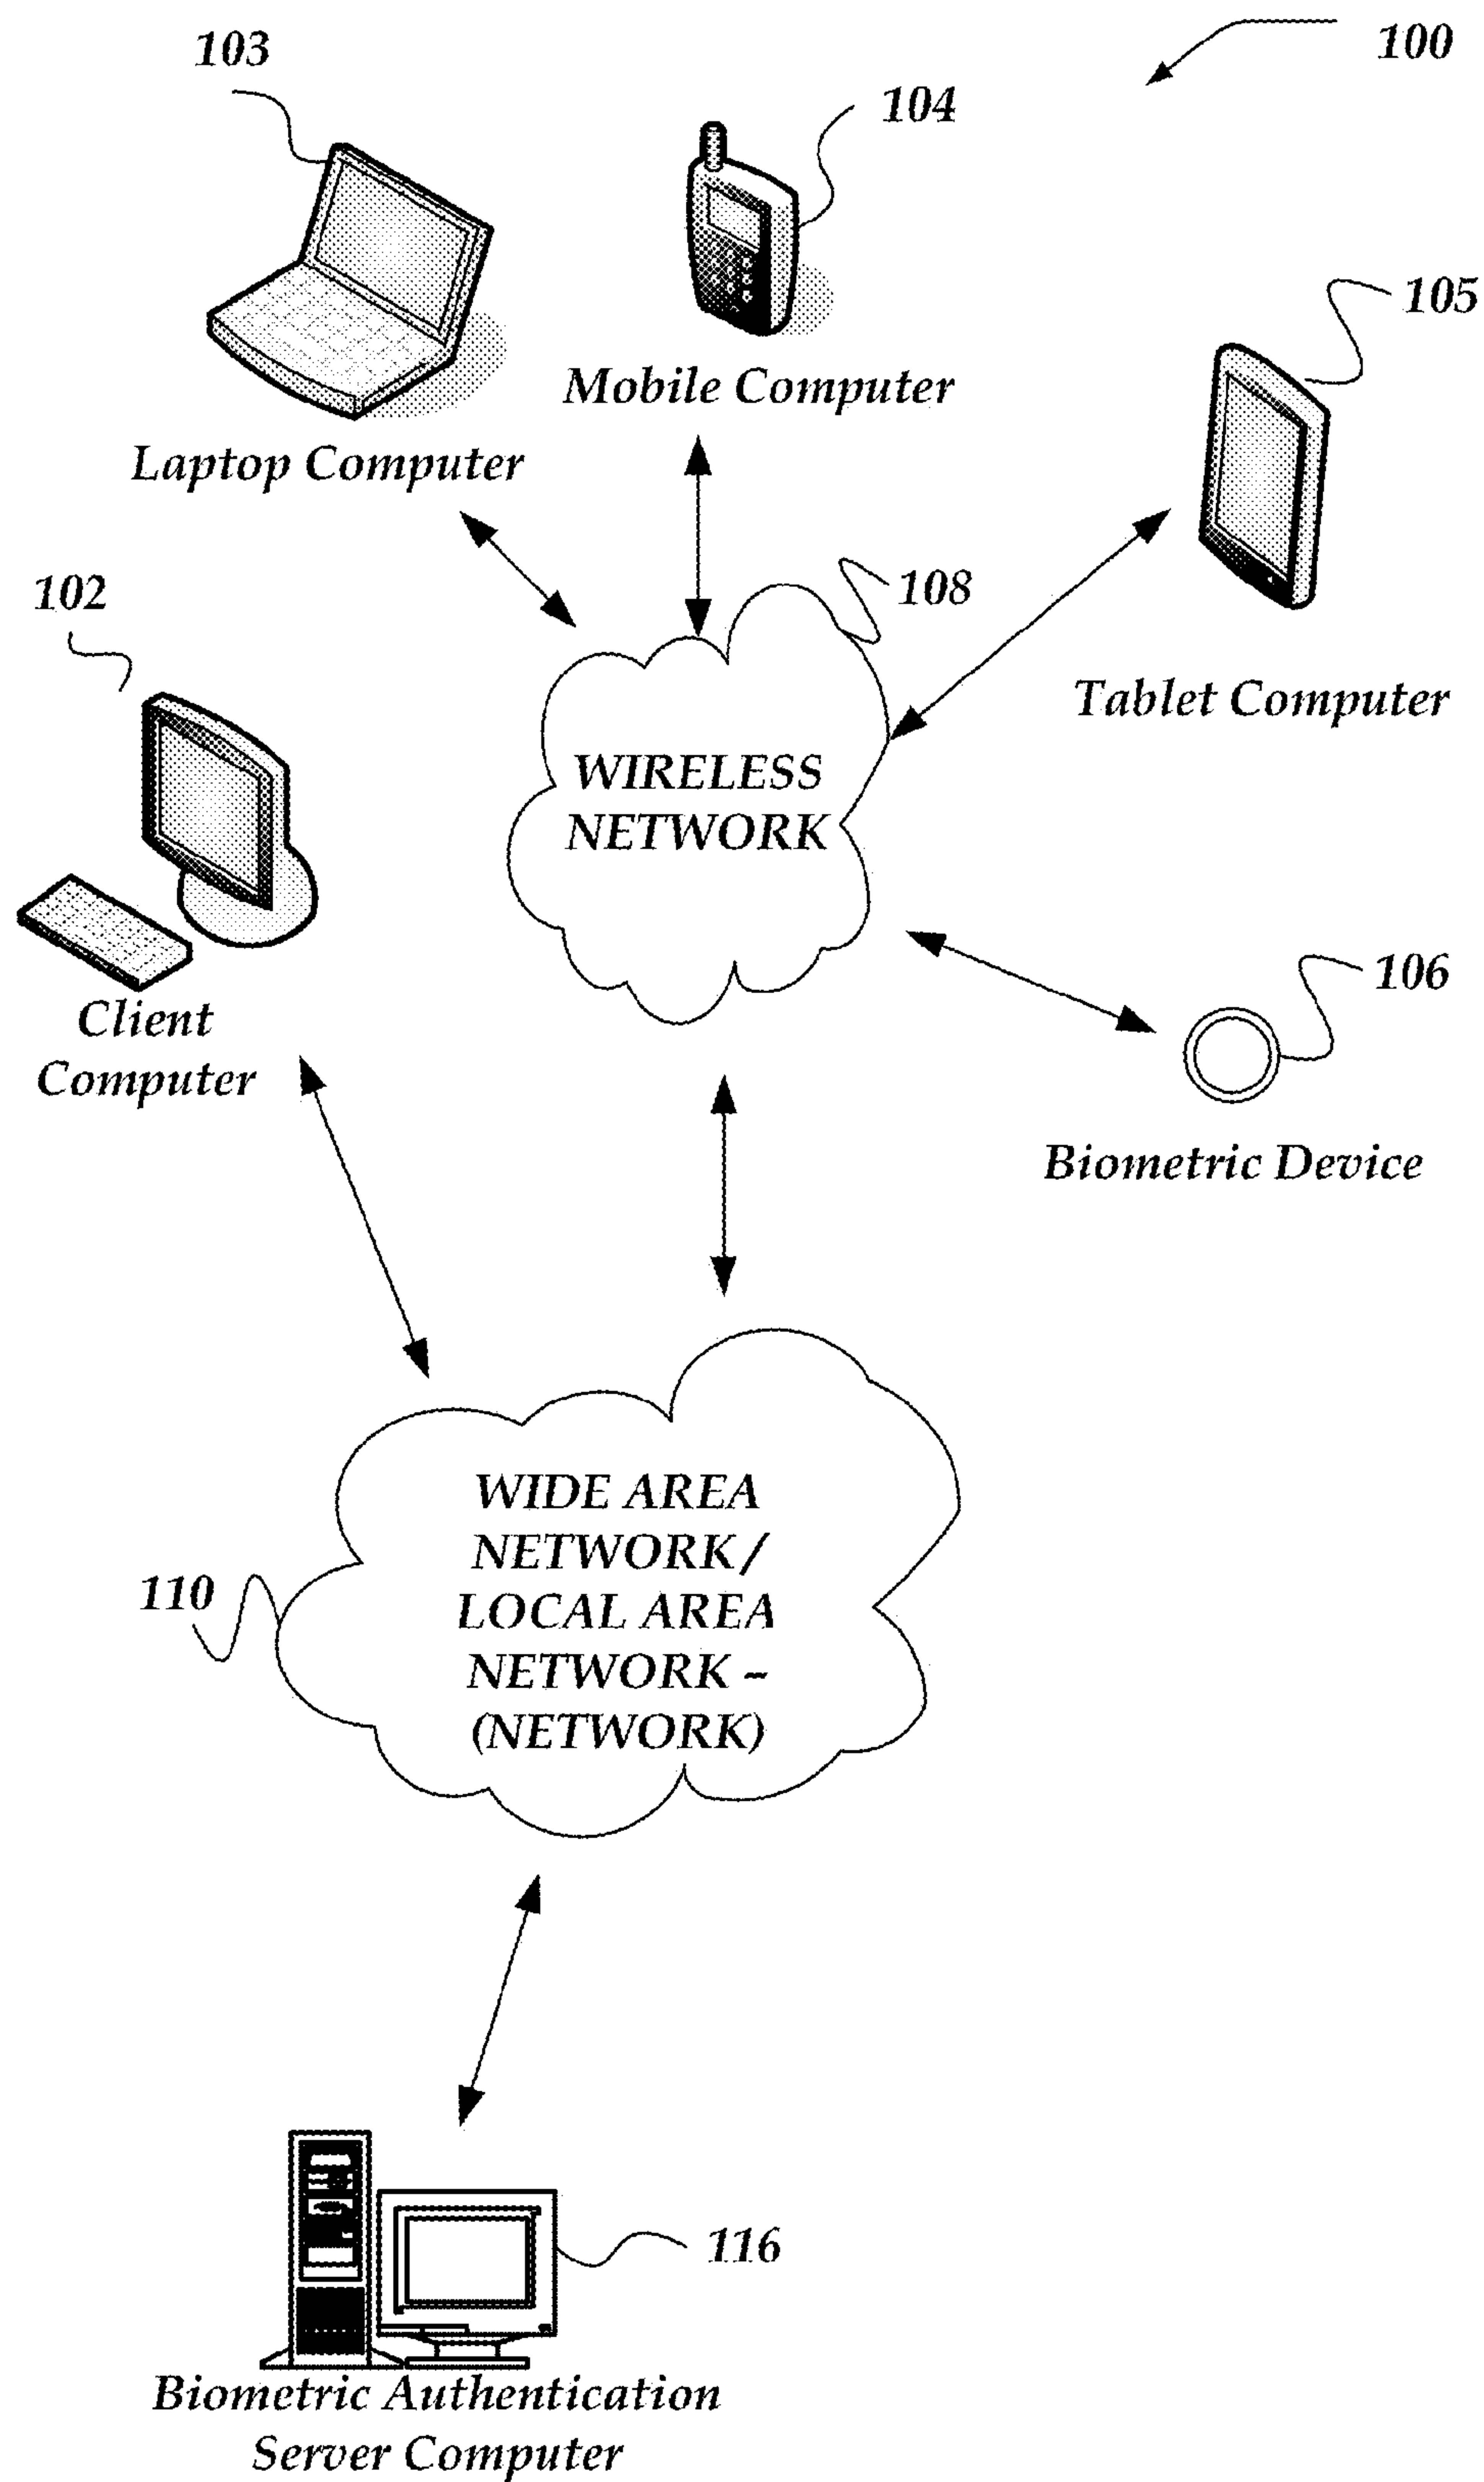 103
100
104
105
Mobile Computer
Laptop Computer
108
102
Tablet Computer
WIRELESS
NETWORK
106
Client
Computer
Biometric Device
WIDE AREA
NETWORK/
LOCAL AREA
NETWORK –
(NETWORK)
110
116
Biometric Authentication
Server Computer